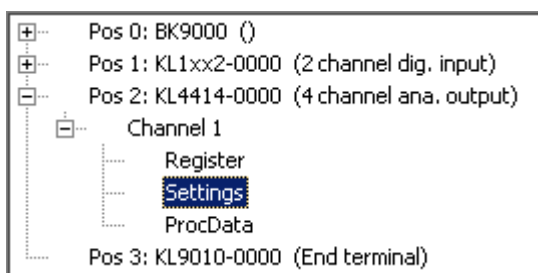 Pos 0: BK9000 ()
Pos 1: KL1xx2-0000 (2 channel dig. input)
Pos 2: KL4414-0000 (4 channel ana. output)
Channel 1
Register
Settings
ProcData
Pos 3: KL9010-0000 (End terminal)